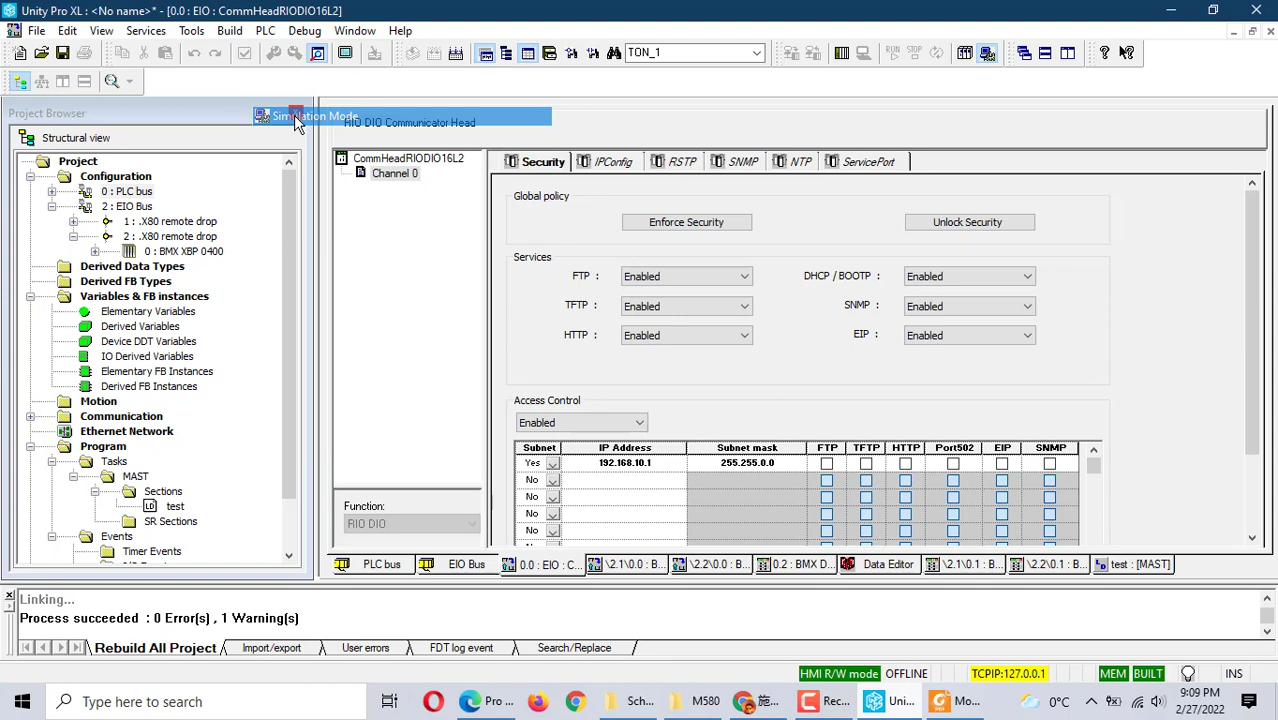 Unity Pro XL : <No name>* - [0.0 : EIO : CommHeadRIODIO16L2]
File Edit View Services Tools Build PLC Debug Window Help
TON_1
Project Browser
Simulation Mode
RIO DIO Communicator Head
Structural view
Project
Configuration
0 : PLC bus
2 : EIO Bus
1 : .X80 remote drop
2 : .X80 remote drop
0 : BMX XBP 0400
Derived Data Types
Derived FB Types
Variables & FB instances
Elementary Variables
Derived Variables
Device DDT Variables
IO Derived Variables
Elementary FB Instances
Derived FB Instances
Motion
Communication
Ethernet Network
Program
Tasks
MAST
Sections
LD test
SR Sections
Events
Timer Events
CommHeadRIODIO16L2
Channel 0
Function:
RIO DIO
Security IPConfig RSTP SNMP NTP ServicePort
Global policy
Enforce Security Unlock Security
Services
FTP : Enabled DHCP / BOOTP : Enabled
TFTP : Enabled SNMP : Enabled
HTTP : Enabled EIP : Enabled
Access Control
Enabled
Subnet IP Address Subnet mask FTP TFTP HTTP Port502 EIP SNMP
Yes 192.168.10.1 255.255.0.0
No
No
No
No
PLC bus EIO Bus 0.0 : EIO : C... \2.1\0.0 : B... \2.2\0.0 : B... 0.2 : BMX D... Data Editor \2.1\0.1 : B... \2.2\0.1 : B... test : [MAST]
Linking...
Process succeeded : 0 Error(s) , 1 Warning(s)
Rebuild All Project Import/export User errors FDT log event Search/Replace
HMI R/W mode OFFLINE TCPIP:127.0.0.1 MEM BUILT INS
Type here to search Pro ... Sch... M580 施... Rec... Uni... Mo... 0°C 9:09 PM
2/27/2022